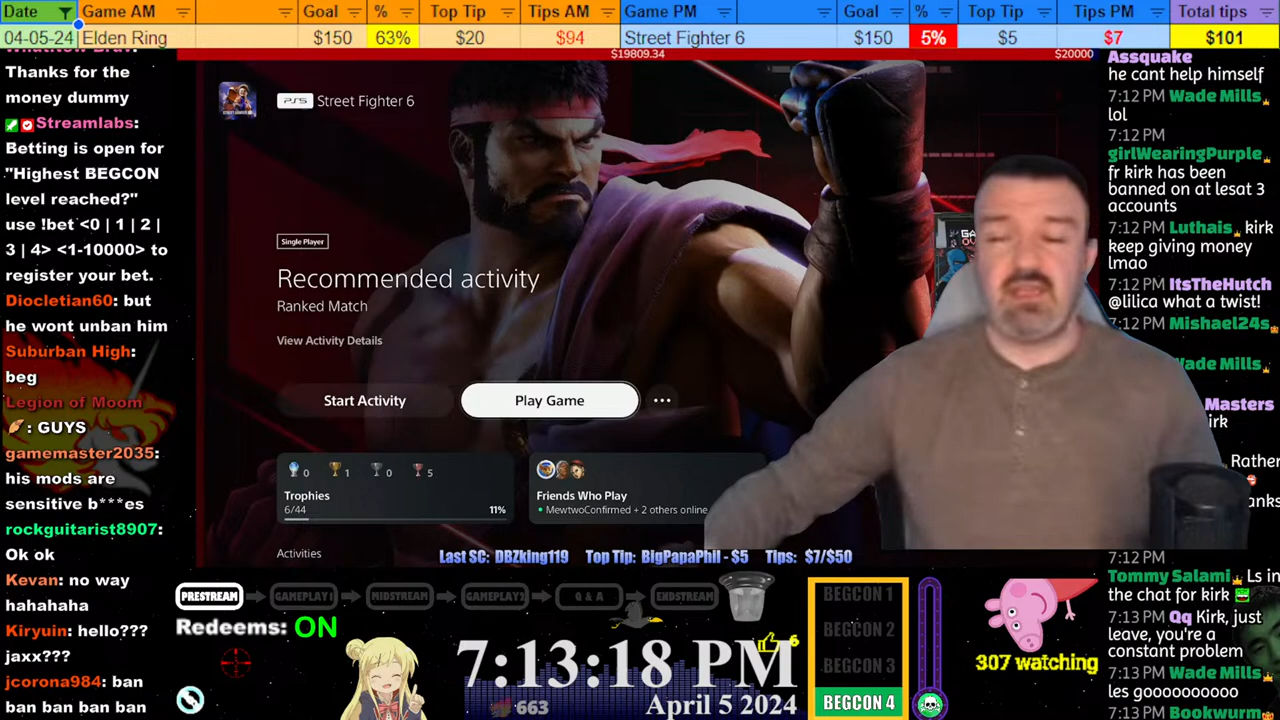 Date Game AM Goal % Top Tip Tips AM Game PM Goal % Top Tip Tips PM Total tips
04-05-24 Elden Ring $150 63% $20 $94 Street Fighter 6 $150 5% $5 $7 $101
$19809.34 $20000
Thanks for the
money dummy
Streamlabs:
Betting is open for
"Highest BEGCON
level reached?"
use !bet <0 | 1 | 2 |
3 | 4> <1-10000> to
register your bet.
Diocletian60: but
he wont unban him
Suburban High:
beg
Legion of Moom
: GUYS
gamemaster2035:
his mods are
sensitive b***es
rockguitarist8907:
Ok ok
Kevan: no way
hahahaha
Kiryuin: hello???
jaxx???
jcorona984: ban
ban ban ban ban
PS5 Street Fighter 6
Single Player
Recommended activity
Ranked Match
View Activity Details
Start Activity Play Game
0 1 0 5
Trophies
6/44 11%
Friends Who Play
MewtwoConfirmed + 2 others online
Activities
Last SC: DBZking119 Top Tip: BigPapaPhil - $5 Tips: $7/$50
PRESTREAM GAMEPLAY1 MIDSTREAM GAMEPLAY2 Q & A ENDSTREAM
Redeems: ON
7:13:18 PM
April 5 2024
663
6
BEGCON 1
BEGCON 2
BEGCON 3
BEGCON 4
307 watching
Assquake
he cant help himself
7:12 PM Wade Mills
lol
7:12 PM
girlWearingPurple
fr kirk has been
banned on at lesat 3
accounts
7:12 PM Luthais kirk
keep giving money
lmao
7:12 PM ItsTheHutch
@lilica what a twist!
7:12 PM Mishael24s
Wade Mills
Masters
Rather
7:12 PM
Tommy Salami Ls in
the chat for kirk
7:13 PM Qq Kirk, just
leave, you're a
constant problem
7:13 PM Wade Mills
les gooooooooo
7:13 PM Bookwurm